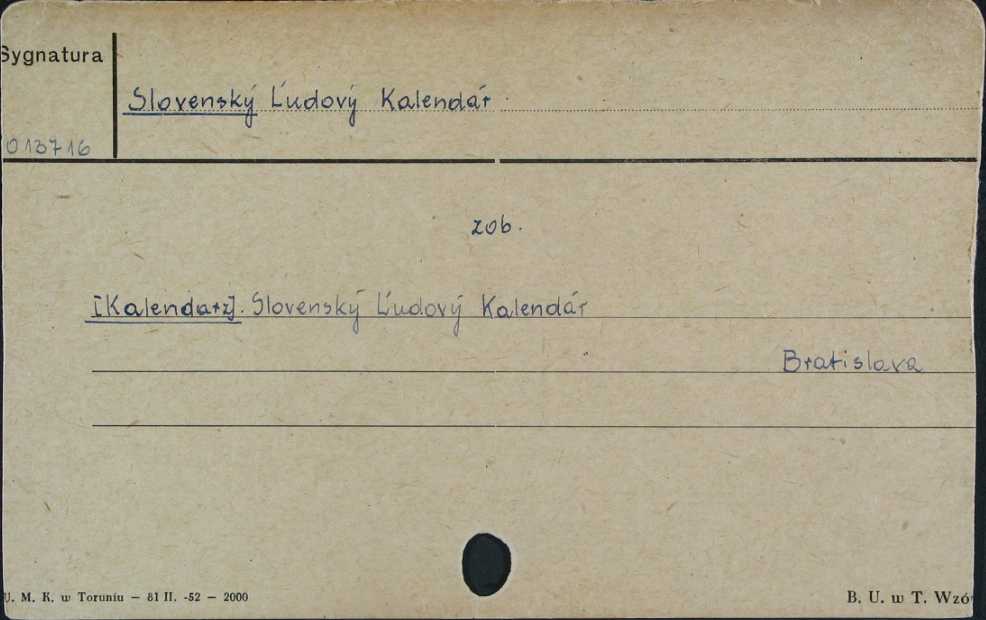 Sygnatura
Slovenský Ľudový Kalendár
013716
zob.
[Kalendarz]. Slovenský Ľudový Kalendár
Bratislava
U. M. K. w Toruniu — 81 II. -52 — 2000
B. U. w T. Wzó